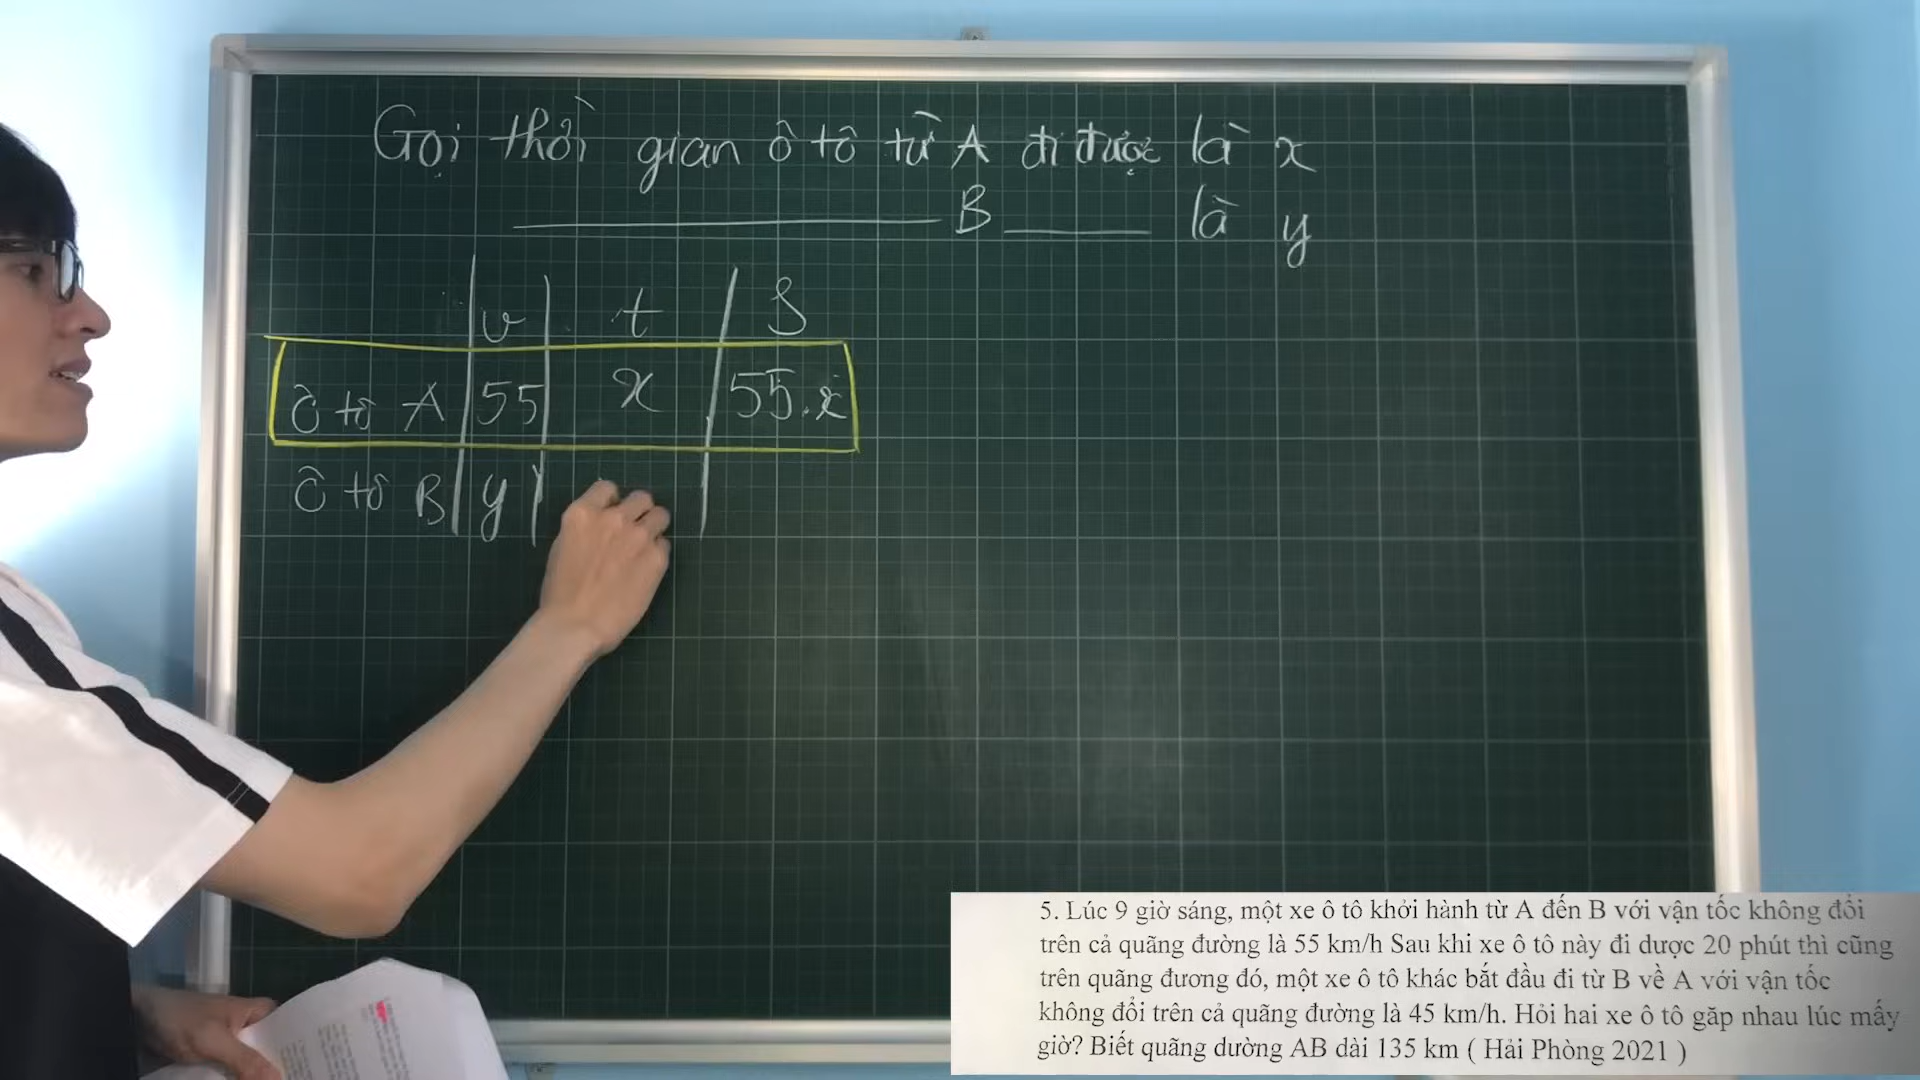 Gọi thời gian ô tô từ A đi được là x
B là y
v t S
Ô tô A 55 x 55.x
Ô tô B y
5. Lúc 9 giờ sáng, một xe ô tô khởi hành từ A đến B với vận tốc không đổi
trên cả quãng đường là 55 km/h Sau khi xe ô tô này đi dược 20 phút thì cũng
trên quãng đương đó, một xe ô tô khác bắt đầu đi từ B về A với vận tốc
không đổi trên cả quãng đường là 45 km/h. Hỏi hai xe ô tô gặp nhau lúc mấy
giờ? Biết quãng dường AB dài 135 km ( Hải Phòng 2021 )